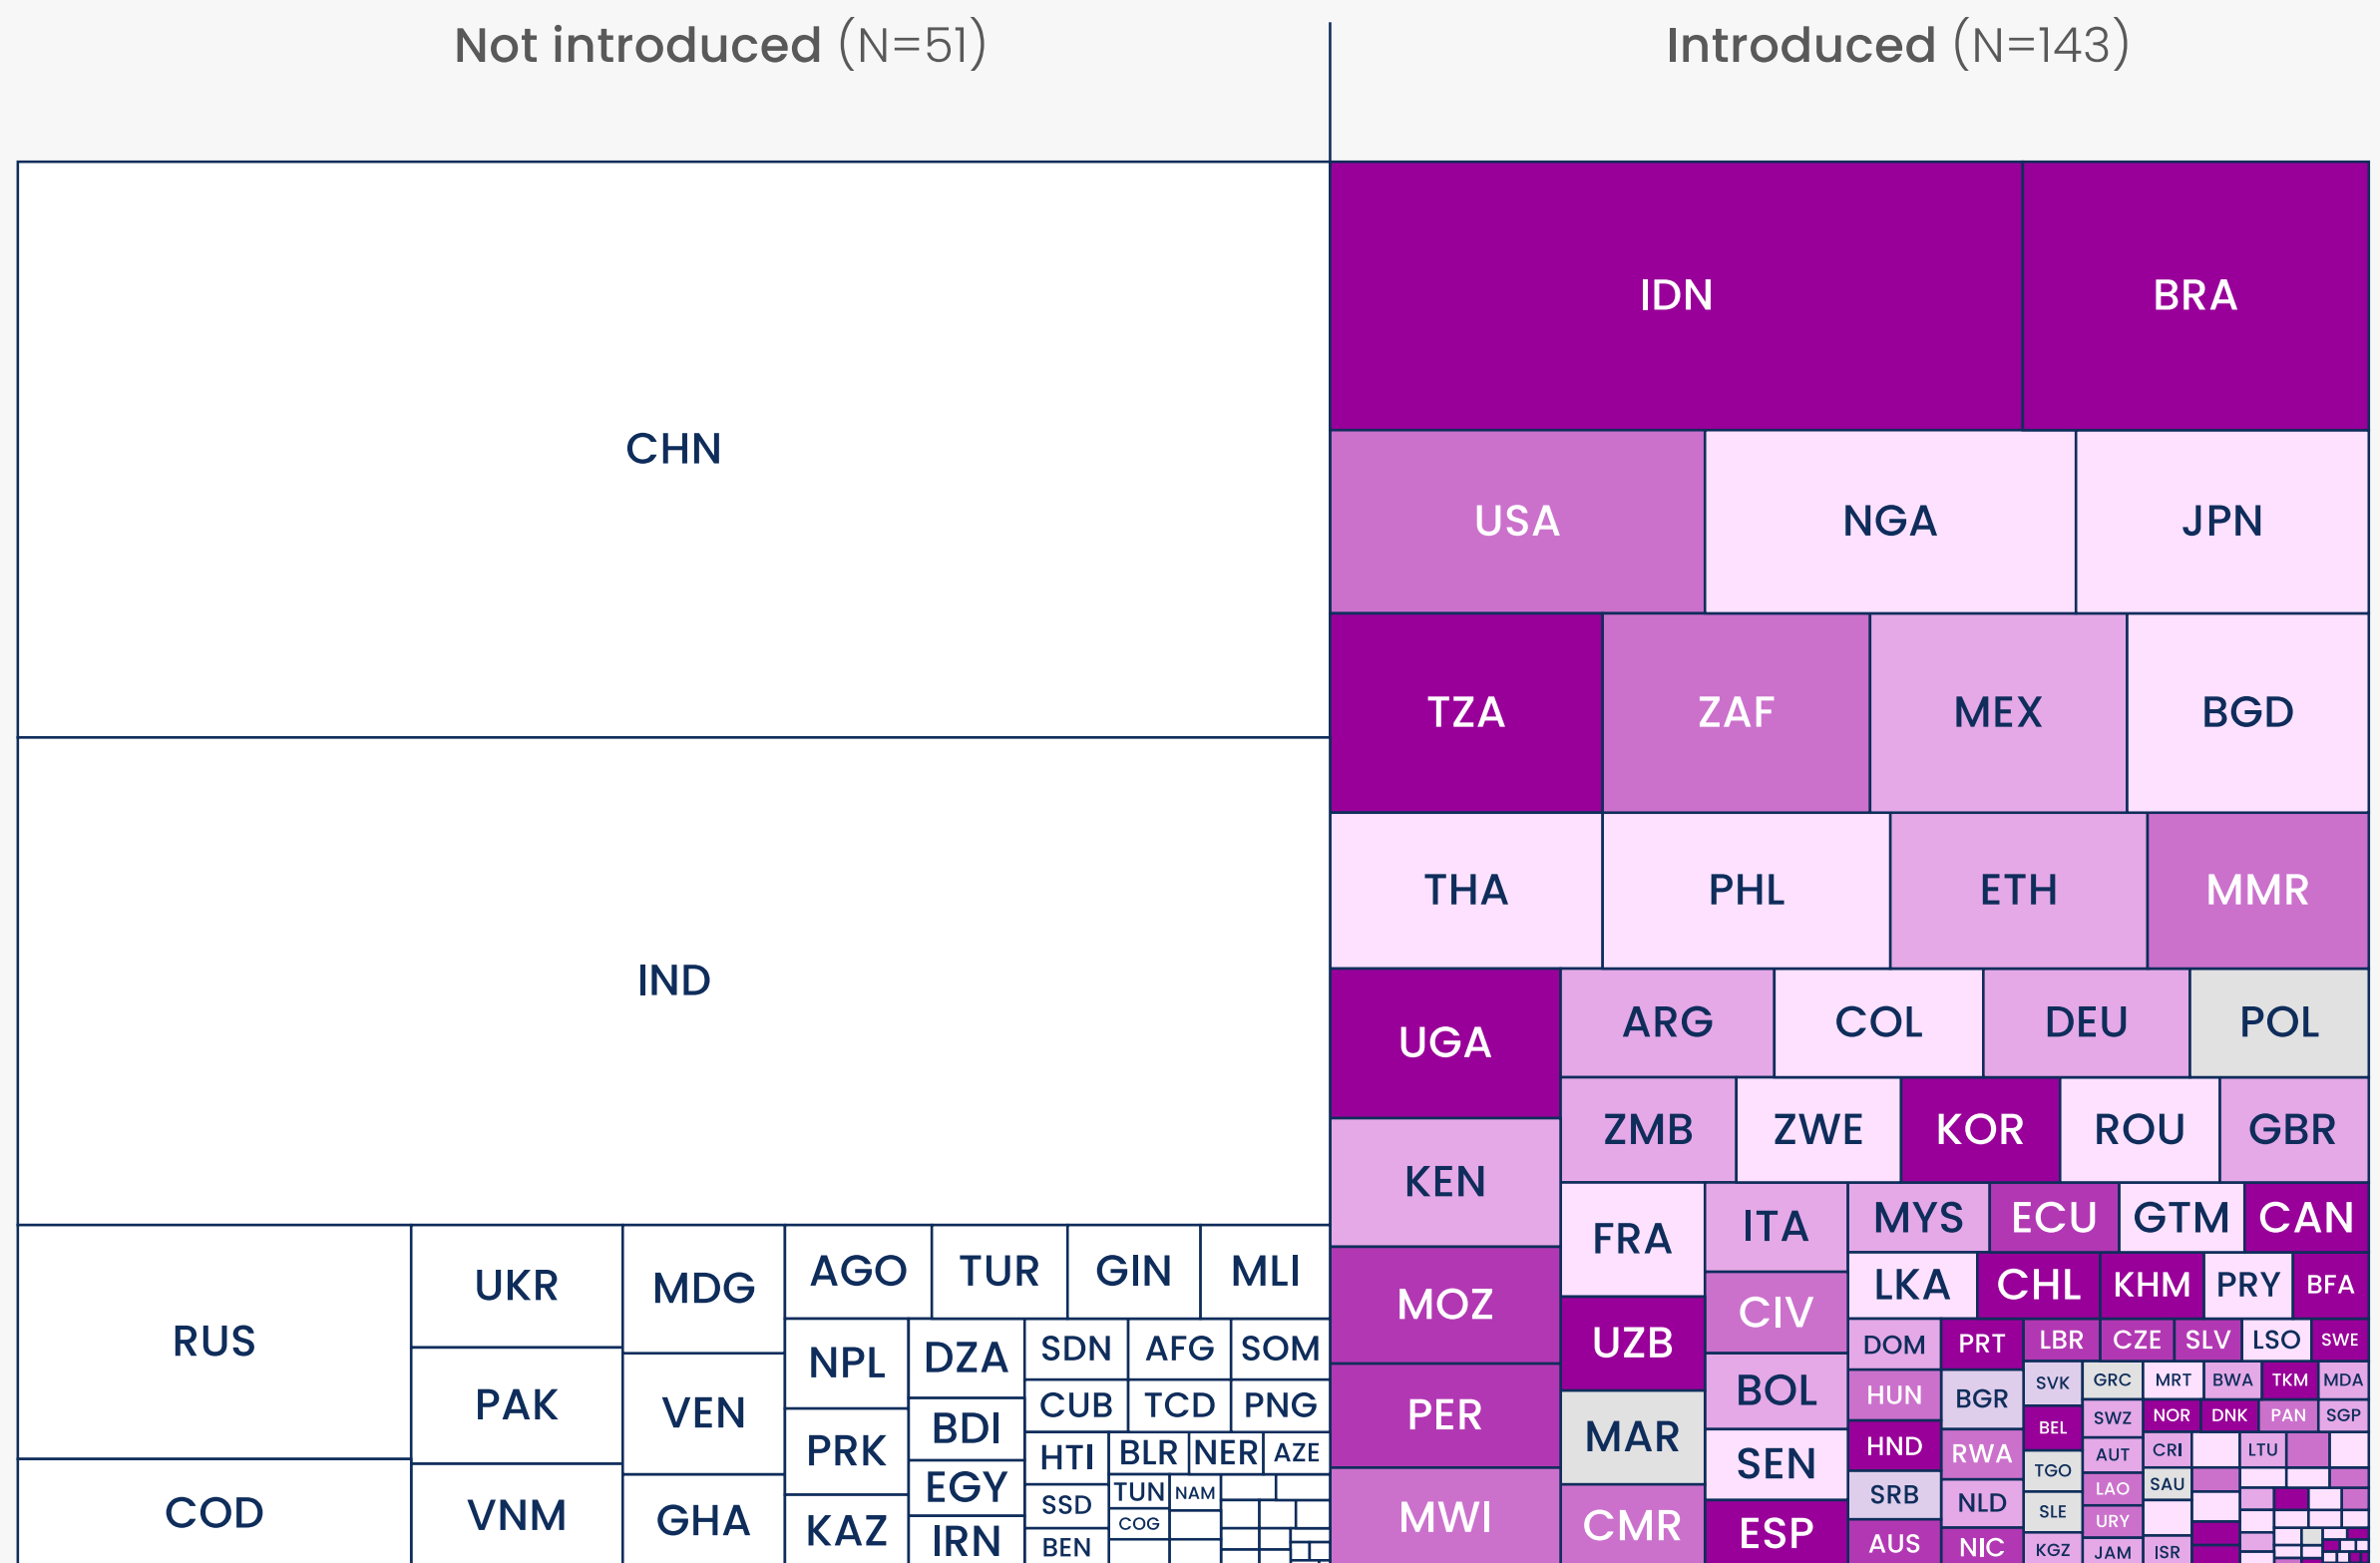 Not introduced (N=51)
Introduced (N=143)
CHN
IND
RUS
COD
UKR
PAK
VNM
MDG
VEN
GHA
AGO
TUR
GIN
MLI
NPL
PRK
KAZ
DZA
BDI
EGY
IRN
SDN
AFG
SOM
CUB
TCD
PNG
HTI
SSD
BEN
BLR
NER
AZE
TUN
COG
NAM
IDN
BRA
USA
NGA
JPN
TZA
ZAF
MEX
BGD
THA
PHL
ETH
MMR
UGA
KEN
MOZ
PER
MWI
ARG
COL
DEU
POL
ZMB
ZWE
KOR
ROU
GBR
FRA
UZB
MAR
CMR
ITA
CIV
BOL
SEN
ESP
MYS
ECU
GTM
CAN
LKA
CHL
KHM
PRY
BFA
DOM
HUN
HND
SRB
AUS
PRT
BGR
RWA
NLD
NIC
LBR
CZE
SLV
LSO
SWE
SVK
BEL
TGO
SLE
KGZ
GRC
SWZ
AUT
LAO
URY
JAM
MRT
BWA
TKM
MDA
NOR
DNK
PAN
SGP
CRI
LTU
SAU
ISR